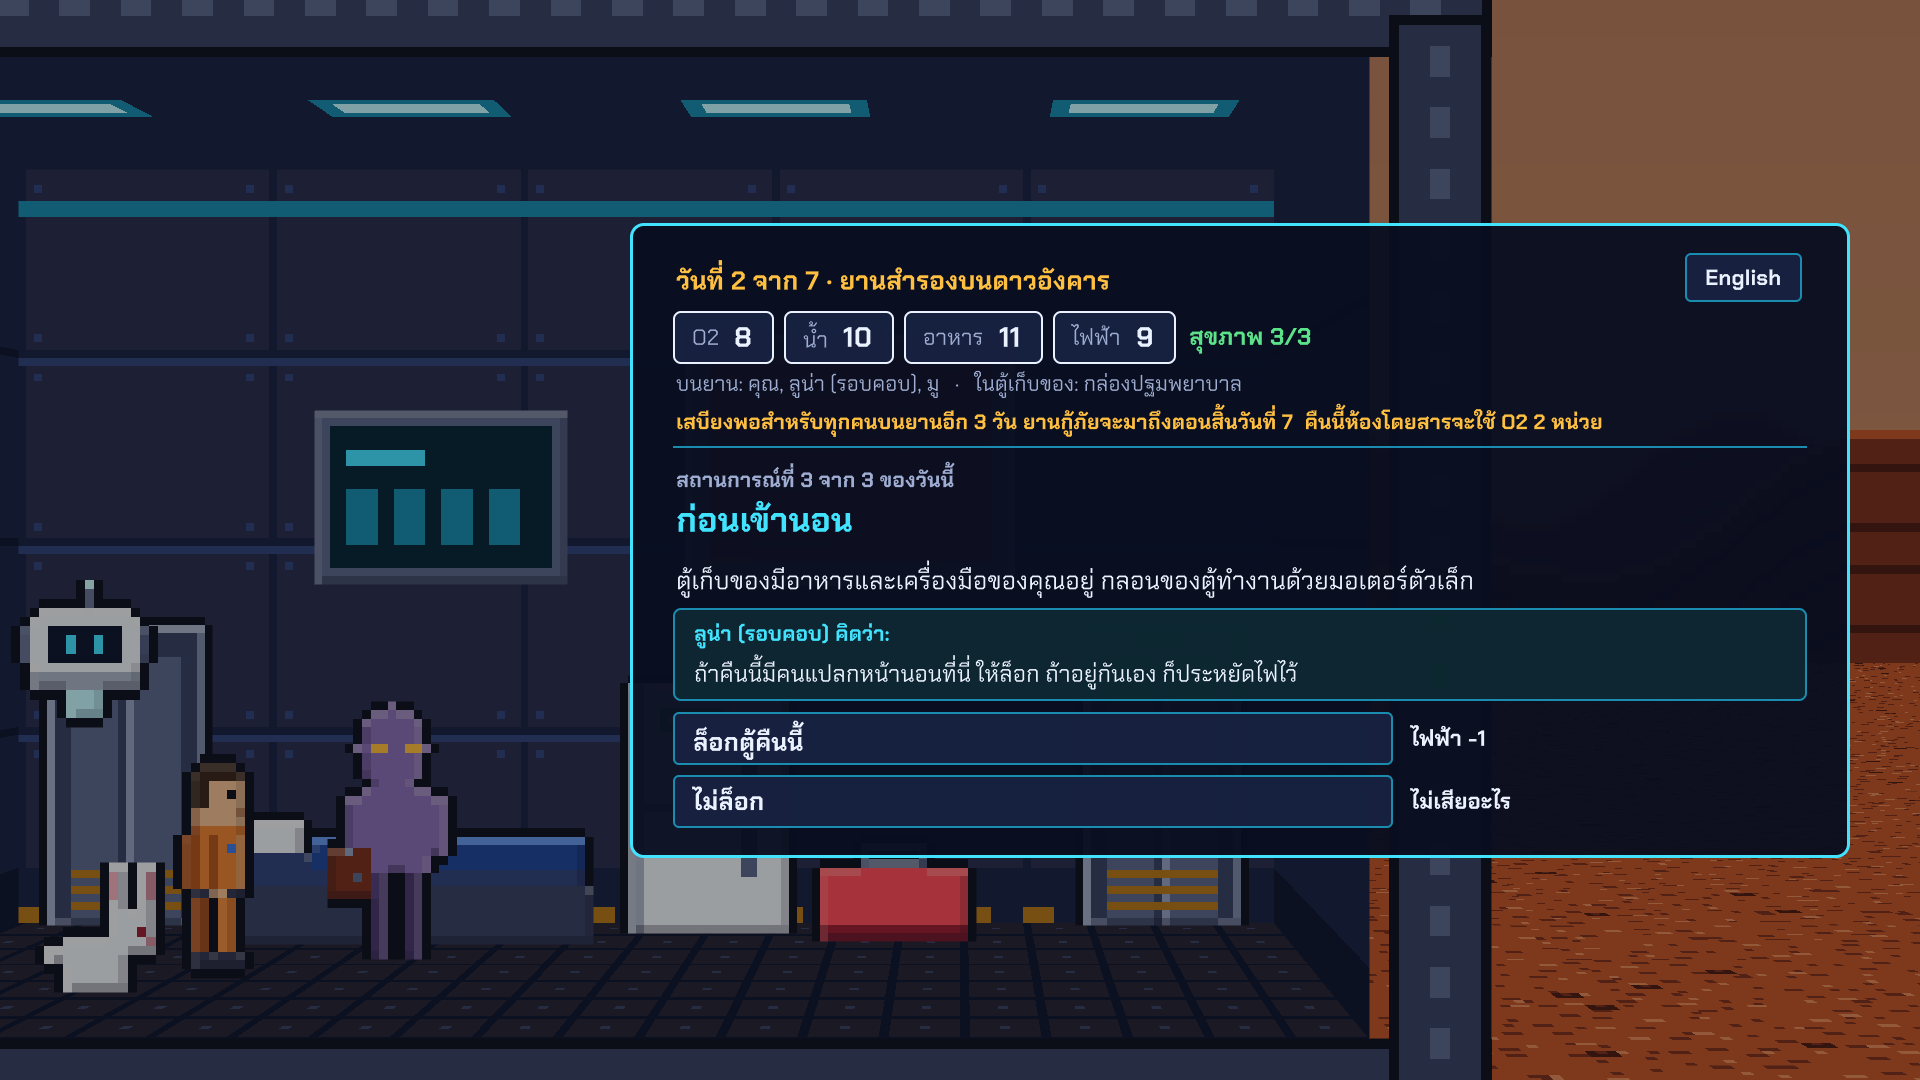 วันที่ 2 จาก 7 · ยานสำรองบนดาวอังคาร
English
O2 8 น้ำ 10 อาหาร 11 ไฟฟ้า 9 สุขภาพ 3/3
บนยาน: คุณ, ลูน่า (รอบคอบ), มู · ในตู้เก็บของ: กล่องปฐมพยาบาล
เสบียงพอสำหรับทุกคนบนยานอีก 3 วัน ยานกู้ภัยจะมาถึงตอนสิ้นวันที่ 7 คืนนี้ห้องโดยสารจะใช้ O2 2 หน่วย
สถานการณ์ที่ 3 จาก 3 ของวันนี้
ก่อนเข้านอน
ตู้เก็บของมีอาหารและเครื่องมือของคุณอยู่ กลอนของตู้ทำงานด้วยมอเตอร์ตัวเล็ก
ลูน่า (รอบคอบ) คิดว่า:
ถ้าคืนนี้มีคนแปลกหน้านอนที่นี่ ให้ล็อก ถ้าอยู่กันเอง ก็ประหยัดไฟไว้
ล็อกตู้คืนนี้ ไฟฟ้า -1
ไม่ล็อก ไม่เสียอะไร